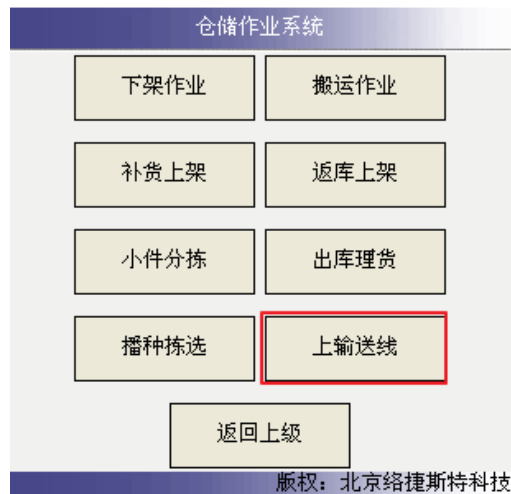 仓储作业系统
下架作业 搬运作业
补货上架 返库上架
小件分拣 出库理货
播种拣选 上输送线
返回上级
版权：北京络捷斯特科技